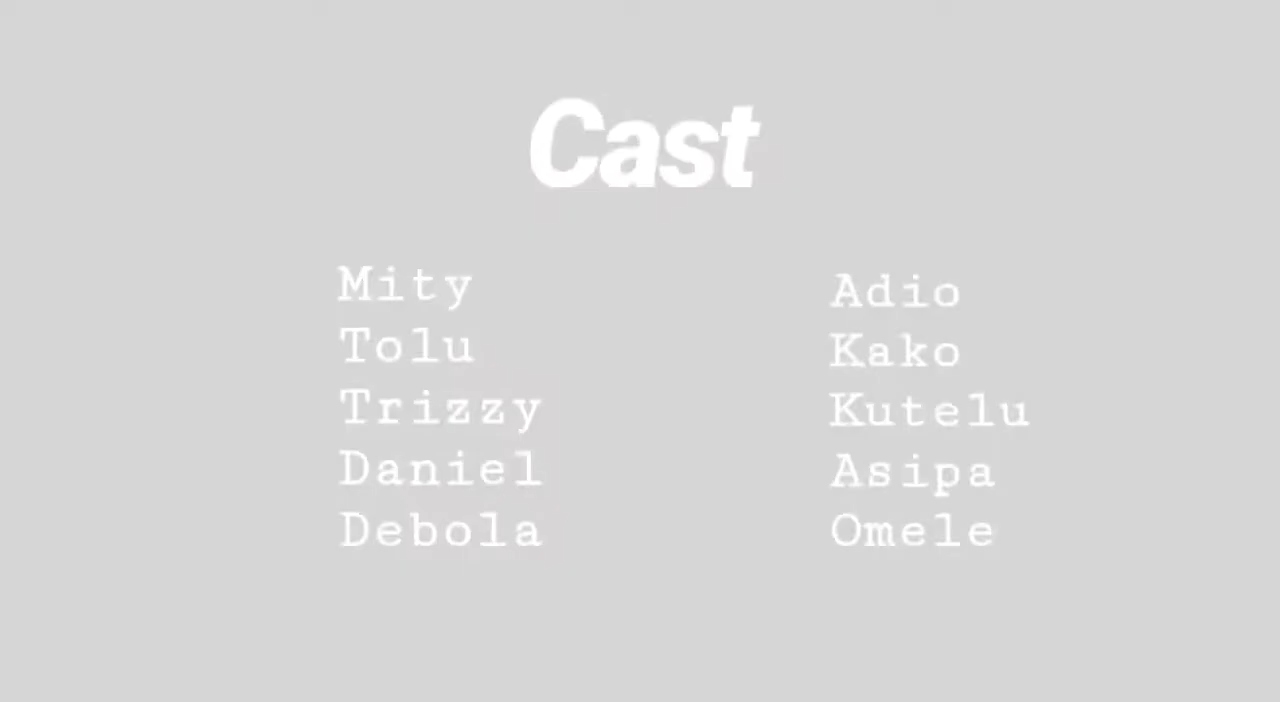 Cast
Mity Adio
Tolu Kako
Trizzy Kutelu
Daniel Asipa
Debola Omele